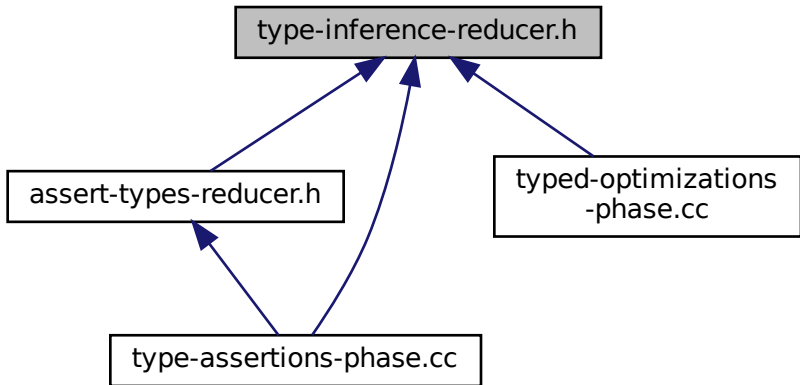 type-inference-reducer.h
assert-types-reducer.h
typed-optimizations
-phase.cc
type-assertions-phase.cc